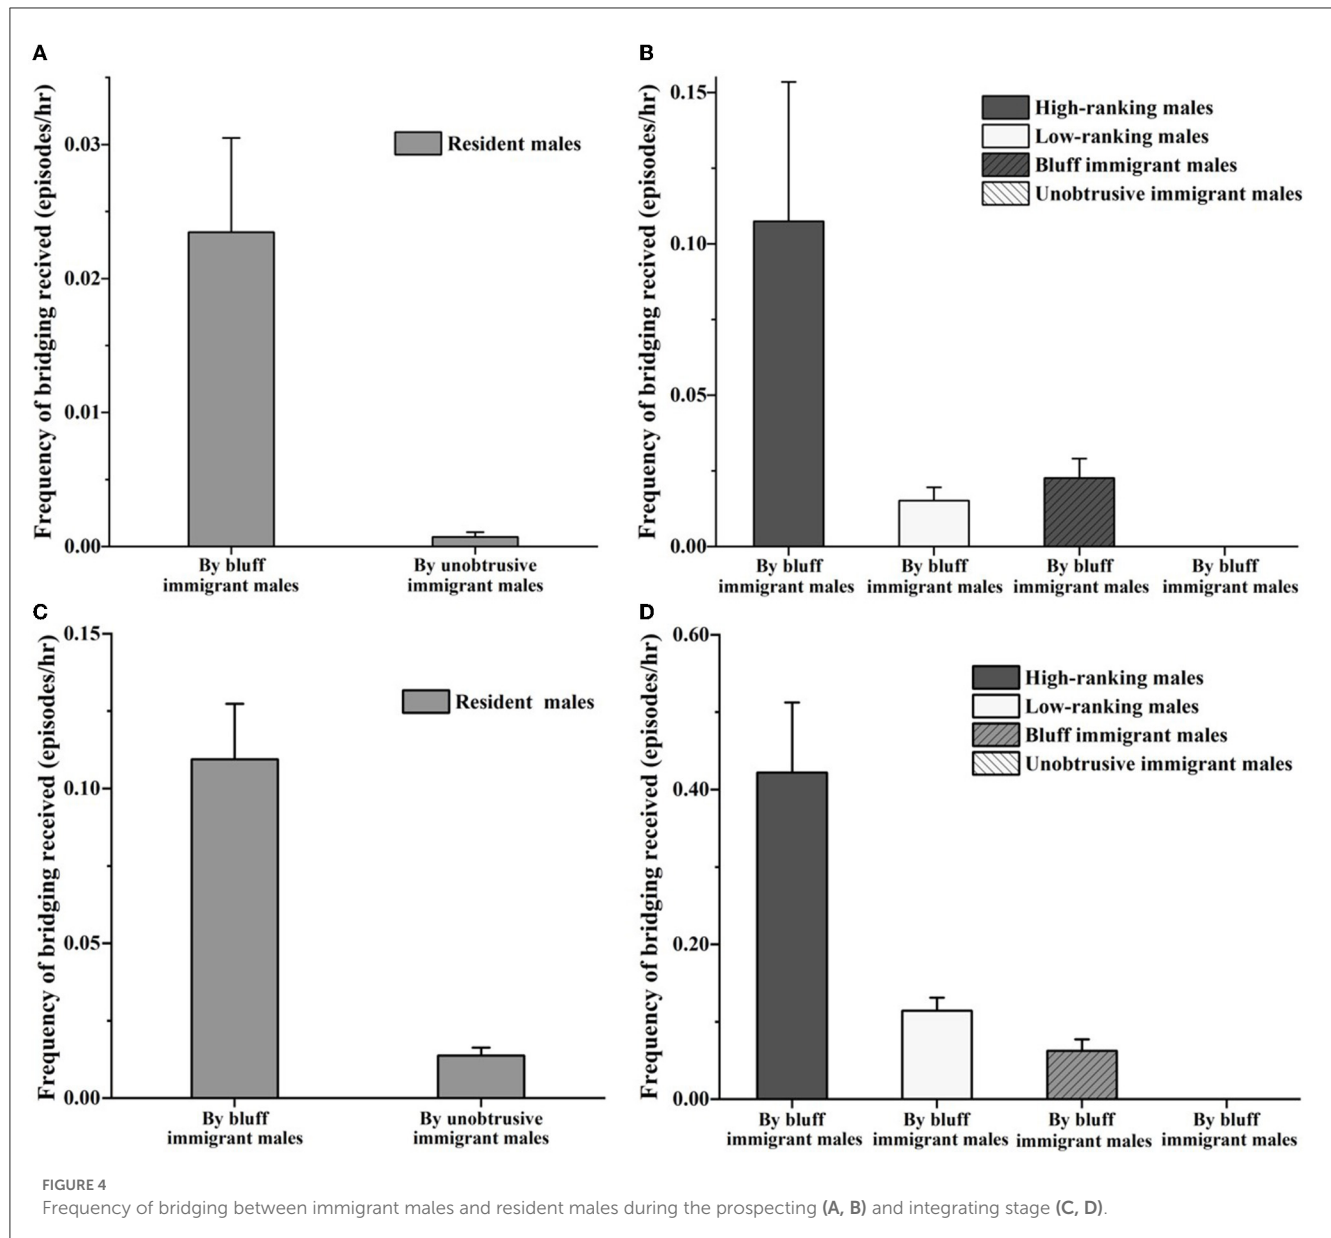 A
Frequency of bridging recived (episodes/hr)
0.03
0.02
0.01
0.00
Resident males
By bluff
immigrant males
By unobtrusive
immigrant males
B
Frequency of bridging recived (episodes/hr)
0.15
0.10
0.05
0.00
High-ranking males
Low-ranking males
Bluff immigrant males
Unobtrusive immigrant males
By bluff
immigrant males
By bluff
immigrant males
By bluff
immigrant males
By bluff
immigrant males
C
Frequency of bridging received (episodes/hr)
0.15
0.10
0.05
0.00
Resident males
By bluff
immigrant males
By unobtrusive
immigrant males
D
Frequency of bridging received (episodes/hr)
0.60
0.40
0.20
0.00
High-ranking males
Low-ranking males
Bluff immigrant males
Unobtrusive immigrant males
By bluff
immigrant males
By bluff
immigrant males
By bluff
immigrant males
By bluff
immigrant males
FIGURE 4
Frequency of bridging between immigrant males and resident males during the prospecting (A, B) and integrating stage (C, D).